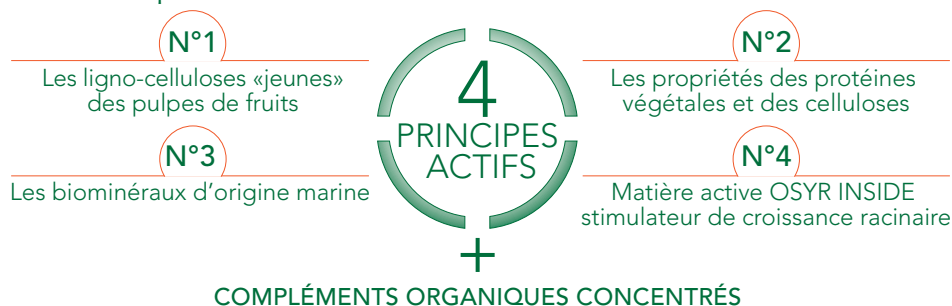 N°1
Les ligno-celluloses «jeunes»
des pulpes de fruits
N°2
Les propriétés des protéines
végétales et des celluloses
4
PRINCIPES
ACTIFS
N°3
Les biominéraux d'origine marine
N°4
Matière active OSYR INSIDE
stimulateur de croissance racinaire
+
COMPLÉMENTS ORGANIQUES CONCENTRÉS